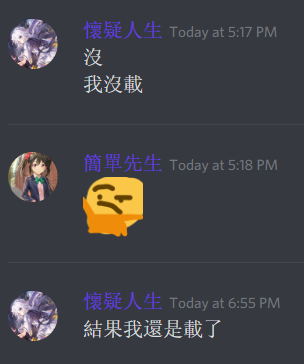 懷疑人生 Today at 5:17 PM
沒
我沒載
簡單先生 Today at 5:18 PM
懷疑人生 Today at 6:55 PM
結果我還是載了